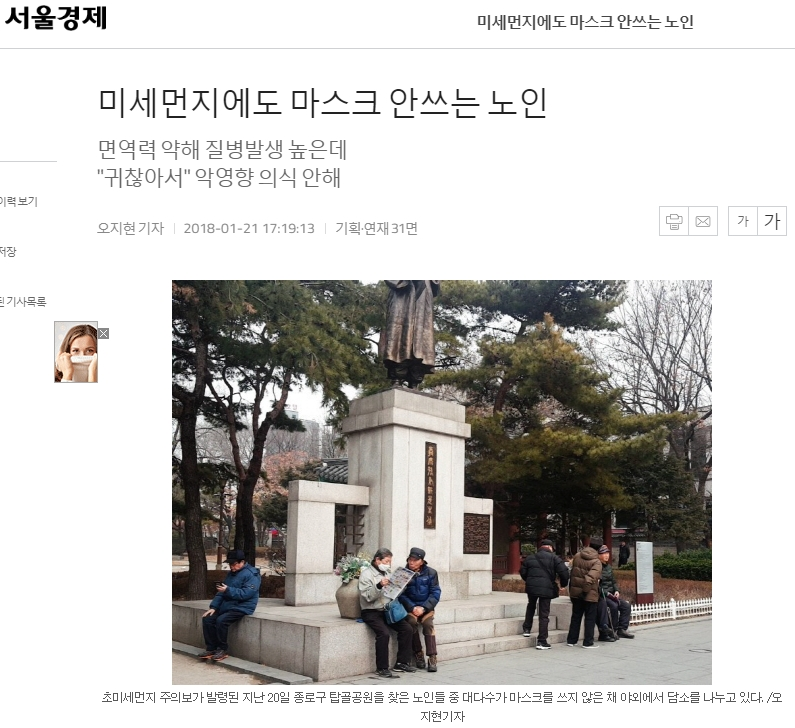 서울경제
미세먼지에도 마스크 안쓰는 노인
미세먼지에도 마스크 안쓰는 노인
면역력 약해 질병발생 높은데
"귀찮아서" 악영향 의식 안해
이력 보기
오지현 기자
2018-01-21 17:19:13
기획·연재 31면
가
가
저장
기사목록
초미세먼지 주의보가 발령된 지난 20일 종로구 탑골공원을 찾은 노인들 중 대다수가 마스크를 쓰지 않은 채 야외에서 담소를 나누고 있다. /오
지현기자